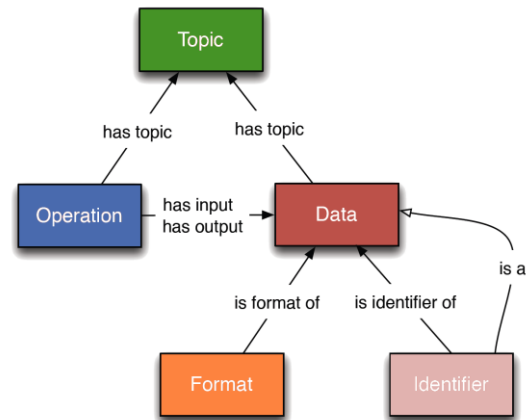 Topic
has topic
has topic
Operation
has input
has output
Data
is a
is format of
is identifier of
Format
Identifier